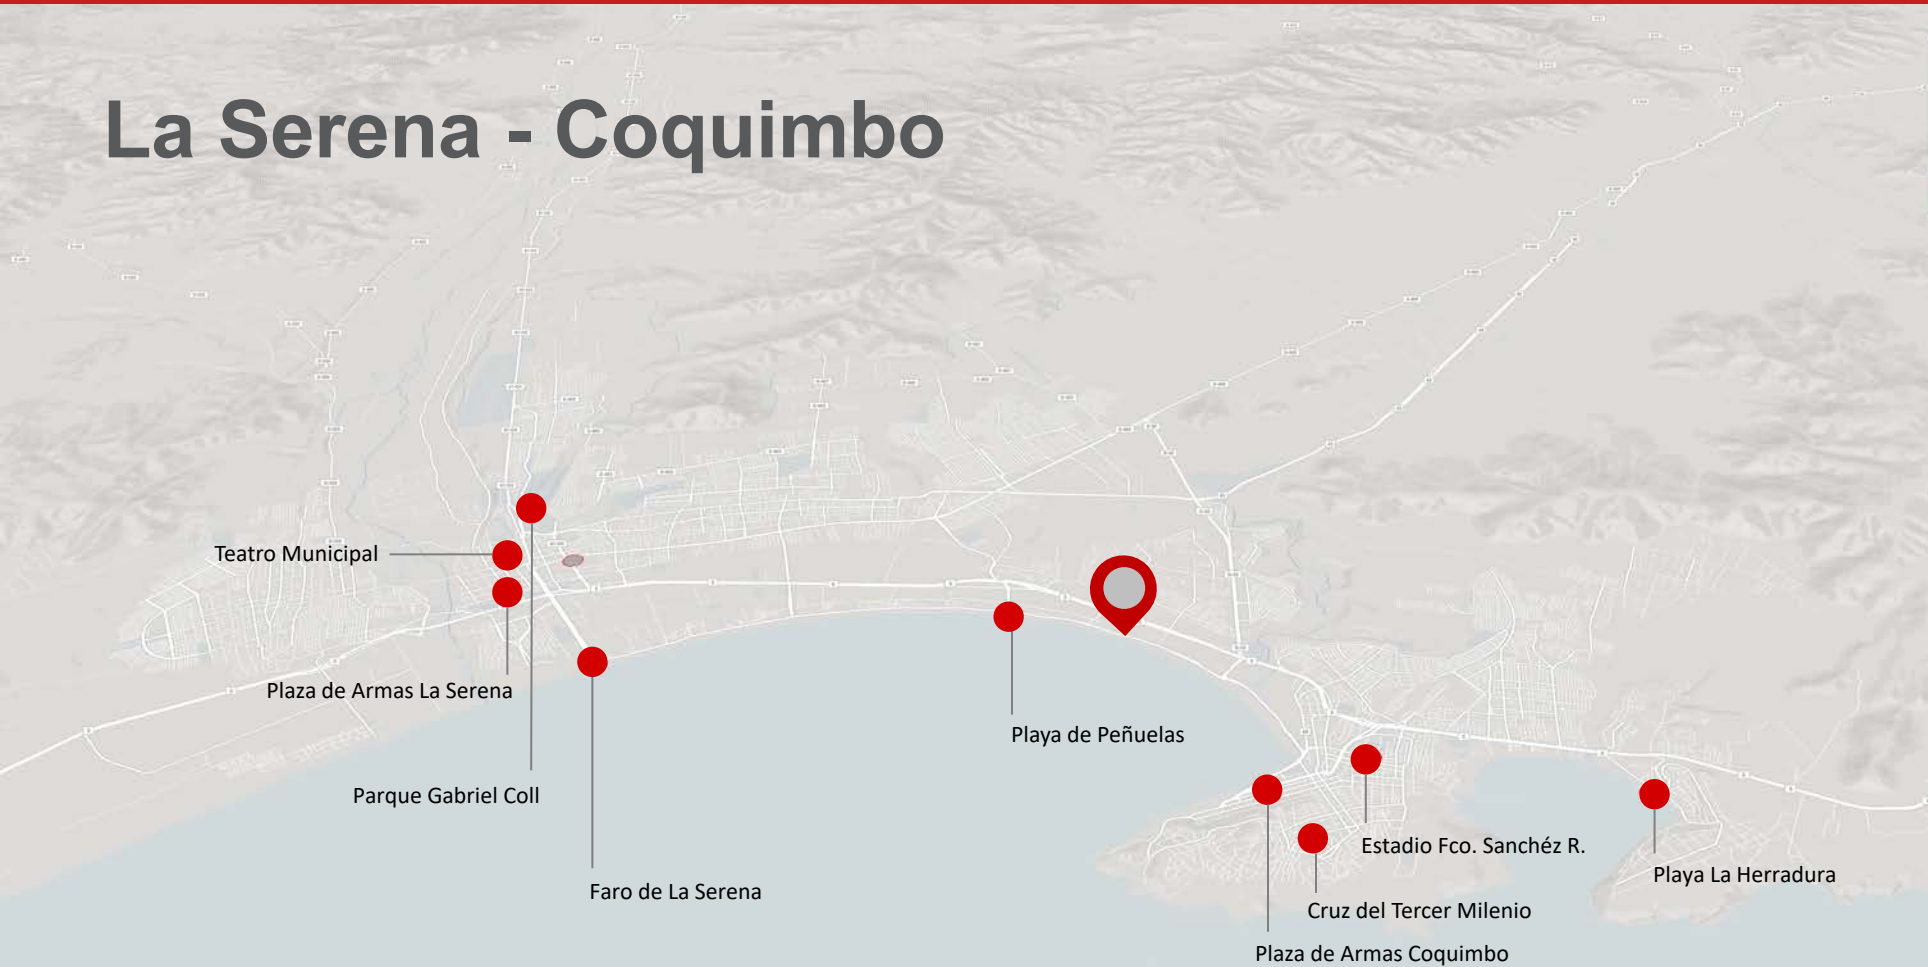 La Serena - Coquimbo
Teatro Municipal
Plaza de Armas La Serena
Playa de Peñuelas
Parque Gabriel Coll
Estadio Fco. Sanchéz R.
Playa La Herradura
Faro de La Serena
Cruz del Tercer Milenio
Plaza de Armas Coquimbo